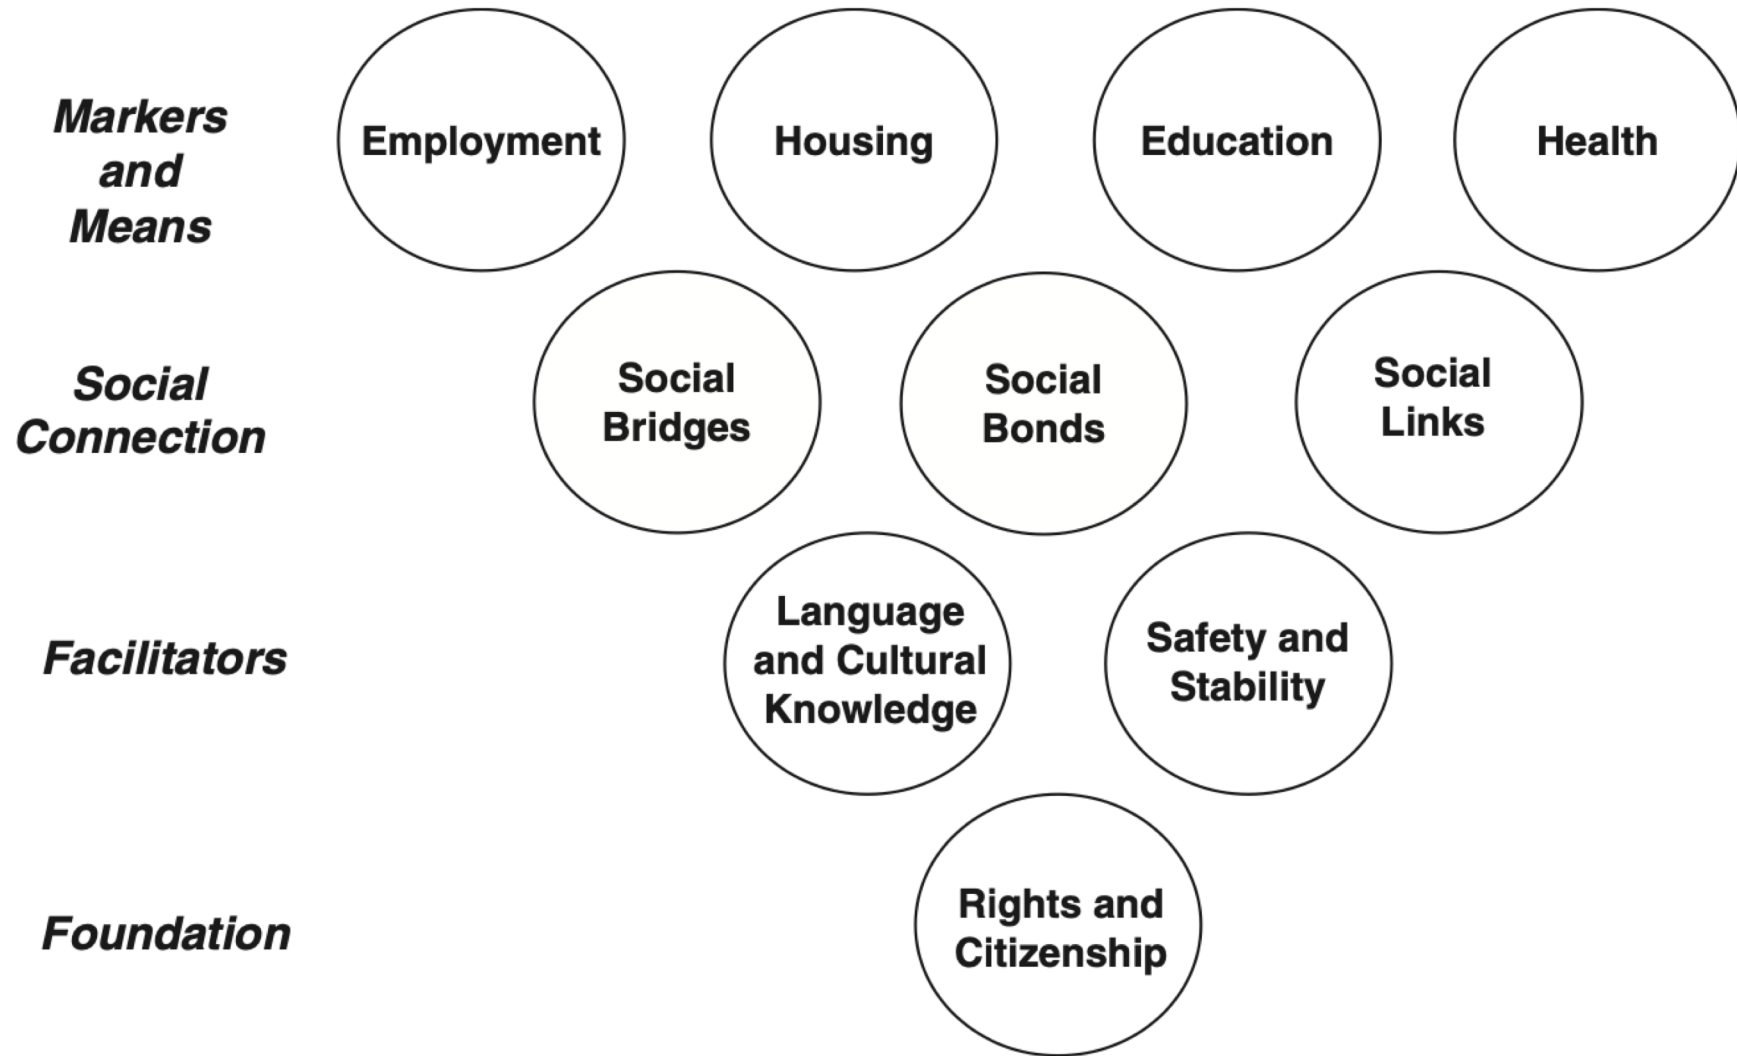 Markers
and
Means
Employment
Housing
Education
Health
Social
Connection
Social
Bridges
Social
Bonds
Social
Links
Facilitators
Language
and Cultural
Knowledge
Safety and
Stability
Foundation
Rights and
Citizenship